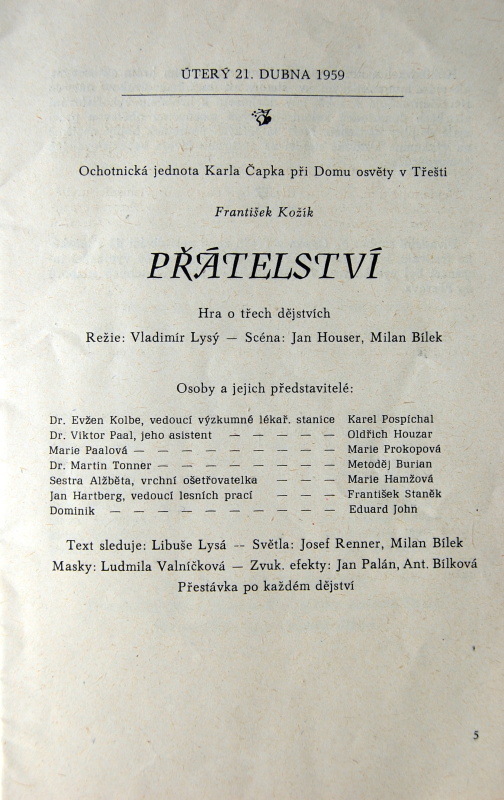 ÚTERÝ 21. DUBNA 1959
Ochotnická jednota Karla Čapka při Domu osvěty v Třešti
František Kožík
PŘÁTELSTVÍ
Hra o třech dějstvích
Režie: Vladimír Lysý — Scéna: Jan Houser, Milan Bílek
Osoby a jejich představitelé:
Dr. Evžen Kolbe, vedoucí výzkumné lékař. stanice Karel Pospíchal
Dr. Viktor Paal, jeho asistent — — — — — Oldřich Houzar
Marie Paalová — — — — — — — — — Marie Prokopová
Dr. Martin Tonner — — — — — — — — Metoděj Burian
Sestra Alžběta, vrchní ošetřovatelka — — — Marie Hamžová
Jan Hartberg, vedoucí lesních prací — — — František Staněk
Dominik — — — — — — — — — — Eduard John
Text sleduje: Libuše Lysá -- Světla: Josef Renner, Milan Bílek
Masky: Ludmila Valníčková — Zvuk. efekty: Jan Palán, Ant. Bílková
Přestávka po každém dějství
5